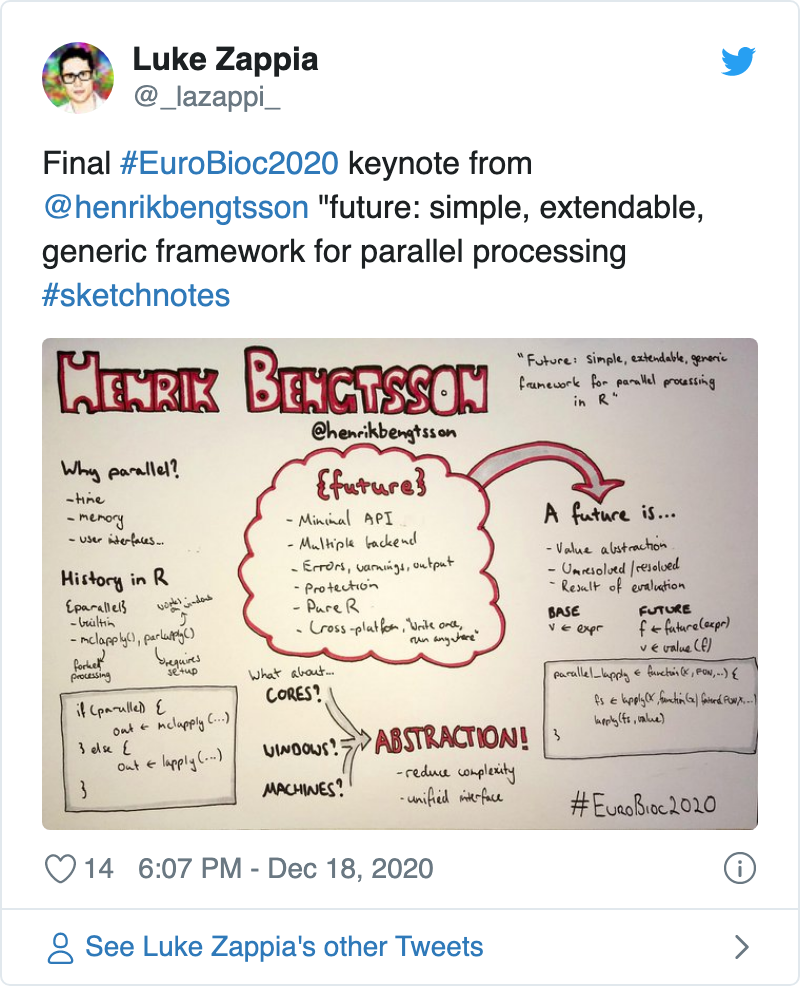 Luke Zappia
@_lazappi_
Final #EuroBioc2020 keynote from
@henrikbengtsson "future: simple, extendable,
generic framework for parallel processing
#sketchnotes
HENRIK BENGTSSON
@henrikbengtsson
"Future: simple, extendable, generic
framework for parallel processing
in R"
Why parallel?
- time
- memory
- user interfaces...
History in R
{parallel}
- builtin
- mclapply(), parLapply()
works on windows
forked
processing
requires
setup
if (parallel) {
out ← mclapply (...)
} else {
out ← lapply (...)
}
{future}
- Minimal API
- Multiple backend
- Errors, warnings, output
- Protection
- Pure R
- Cross-platform, "Write once,
run anywhere"
What about...
CORES?
WINDOWS?
MACHINES?
ABSTRACTION!
- reduce complexity
- unified interface
A future is...
- Value abstraction
- Unresolved/resolved
- Result of evaluation
BASE
v ← expr
FUTURE
f ← future(expr)
v ← value(f)
parallel_lapply ← function(X, FUN, ...) {
fs ← lapply(X, function(x) future(FUN(x, ...)
lapply(fs, value)
}
#EuroBioc2020
14 6:07 PM - Dec 18, 2020
See Luke Zappia's other Tweets